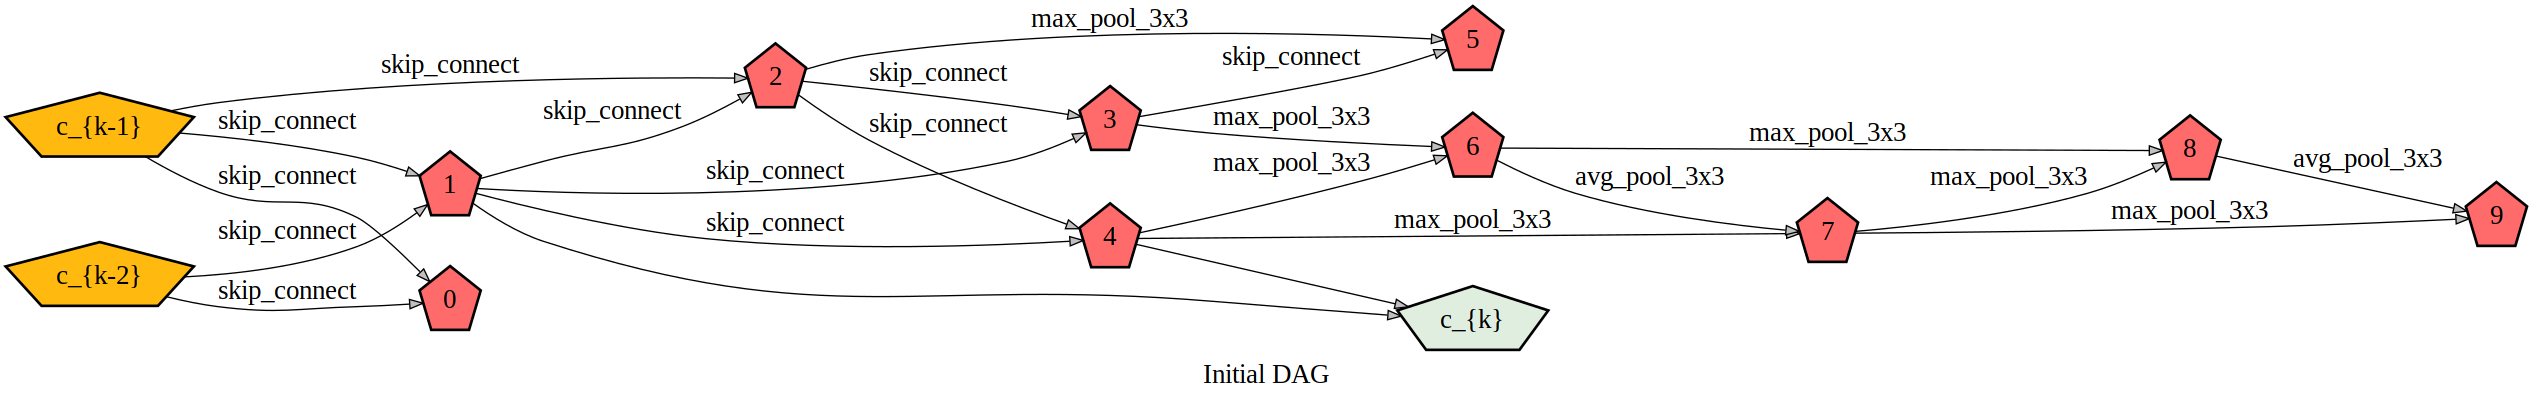 max_pool_3x3
skip_connect
skip_connect
skip_connect
skip_connect
skip_connect
skip_connect
max_pool_3x3
skip_connect
max_pool_3x3
skip_connect
max_pool_3x3
avg_pool_3x3
max_pool_3x3
avg_pool_3x3
skip_connect
skip_connect
skip_connect
max_pool_3x3
max_pool_3x3
skip_connect
c_{k-1}
c_{k-2}
0
1
2
3
4
5
6
7
8
9
c_{k}
Initial DAG